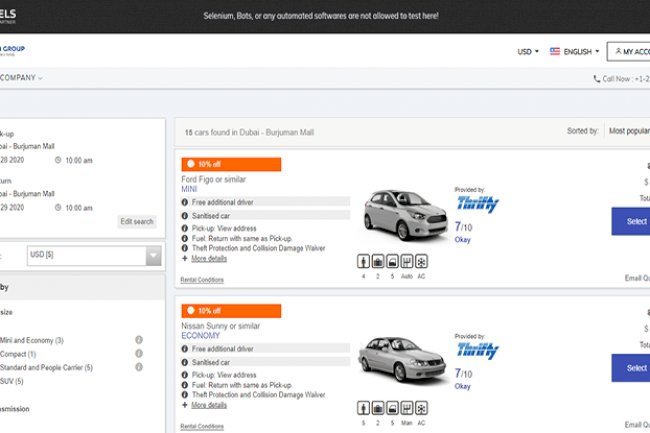 ELS
PARTNER
Selenium, Bots, or any automated softwares are not allowed to test here!
GROUP
USD
ENGLISH
MY ACCO
COMPANY
Call Now : +1-2
k-up
bai - Burjuman Mall
28 2020 10:00 am
turn
bai - Burjuman Mall
29 2020 10:00 am
Edit search
USD [$]
by
size
Mini and Economy (3)
Compact (1)
Standard and People Carrier (5)
SUV (5)
nsmission
15 cars found in Dubai - Burjuman Mall
Sorted by: Most popular
10% off
Ford Figo or similar
MINI
Free additional driver
Sanitised car
Pick-up: View address
Fuel: Return with same as Pick-up.
Theft Protection and Collision Damage Waiver
+ More details
Rental Conditions
4 2 5 Auto AC
Provided by:
Thrifty
7/10
Okay
$
Tota
Select
Email Qu
10% off
Nissan Sunny or similar
ECONOMY
Free additional driver
Sanitised car
Pick-up: View address
Fuel: Return with same as Pick-up.
Theft Protection and Collision Damage Waiver
+ More details
Rental Conditions
5 2 5 Man AC
Provided by:
Thrifty
7/10
Okay
$
Tota
Select
Email Qu